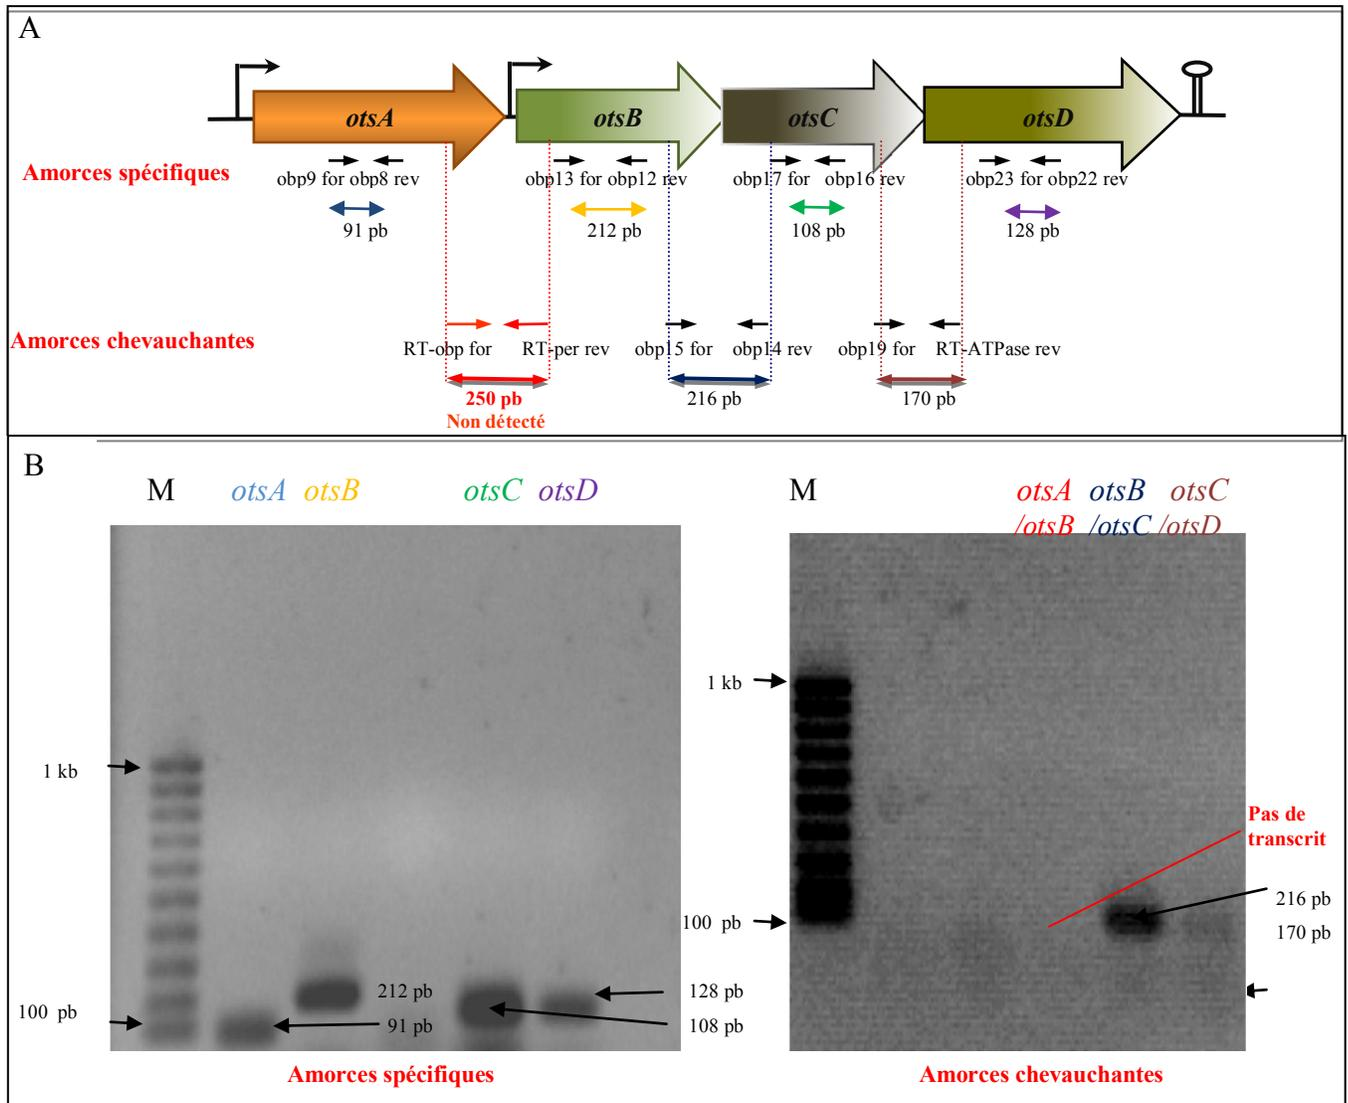 A
otsA otsB otsC otsD
Amorces spécifiques
obp9 for obp8 rev obp13 for obp12 rev obp17 for obp16 rev obp23 for obp22 rev
91 pb 212 pb 108 pb 128 pb
Amorces chevauchantes
RT-obp for RT-per rev obp15 for obp14 rev obp19 for RT-ATPase rev
250 pb 216 pb 170 pb
Non détecté
B
M otsA otsB otsC otsD
1 kb
100 pb
212 pb
91 pb
128 pb
108 pb
Amorces spécifiques
M otsA otsB otsC
/otsB /otsC /otsD
1 kb
100 pb
Pas de
transcrit
216 pb
170 pb
Amorces chevauchantes